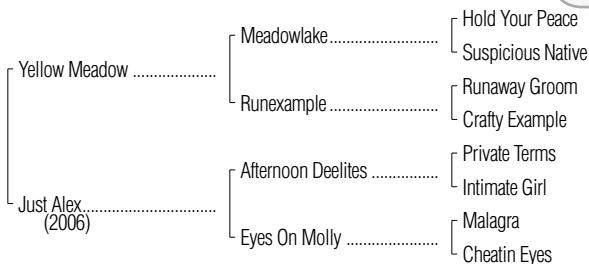 Hold Your Peace
Meadowlake........................
Suspicious Native
Yellow Meadow ..................
Runaway Groom
Runexample ........................
Crafty Example
Private Terms
Afternoon Deelites ...............
Intimate Girl
Just Alex.............................
(2006)
Malagra
Eyes On Molly ....................
Cheatin Eyes